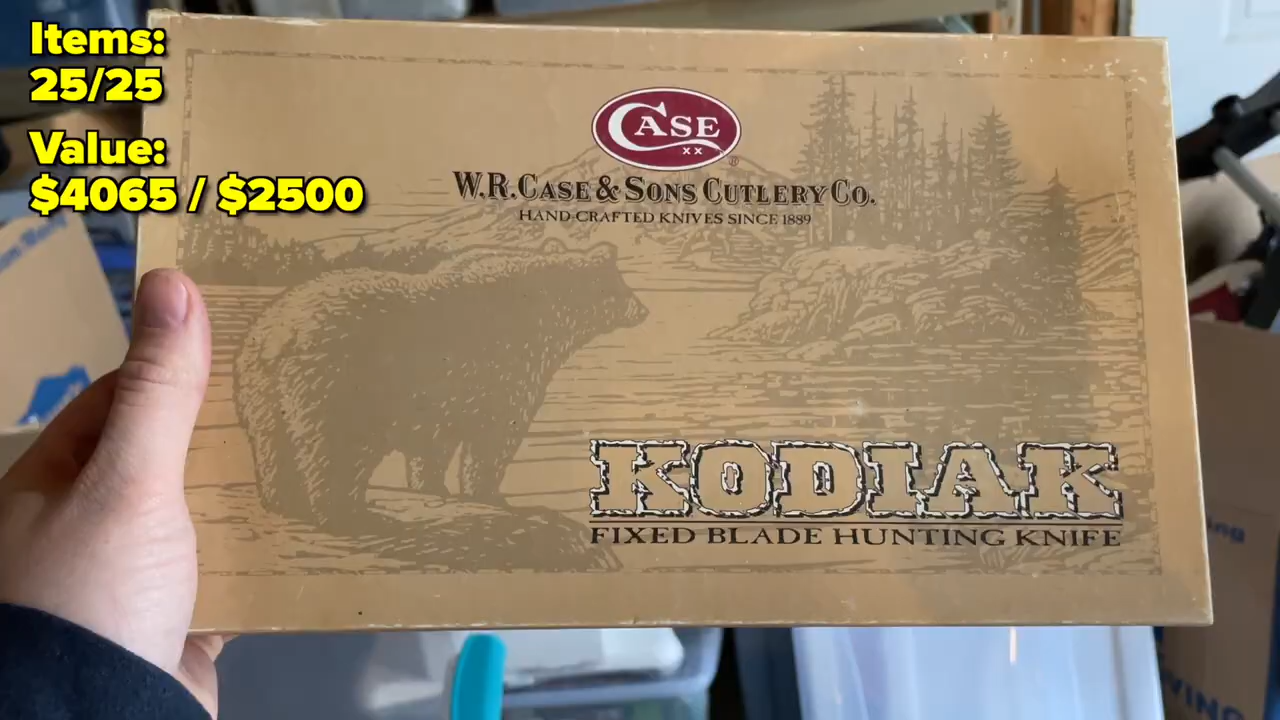 Items:
25/25
Value:
$4065 / $2500
CASE
XX
®
W.R. CASE & SONS CUTLERY CO.
HAND-CRAFTED KNIVES SINCE 1889
KODIAK
FIXED BLADE HUNTING KNIFE